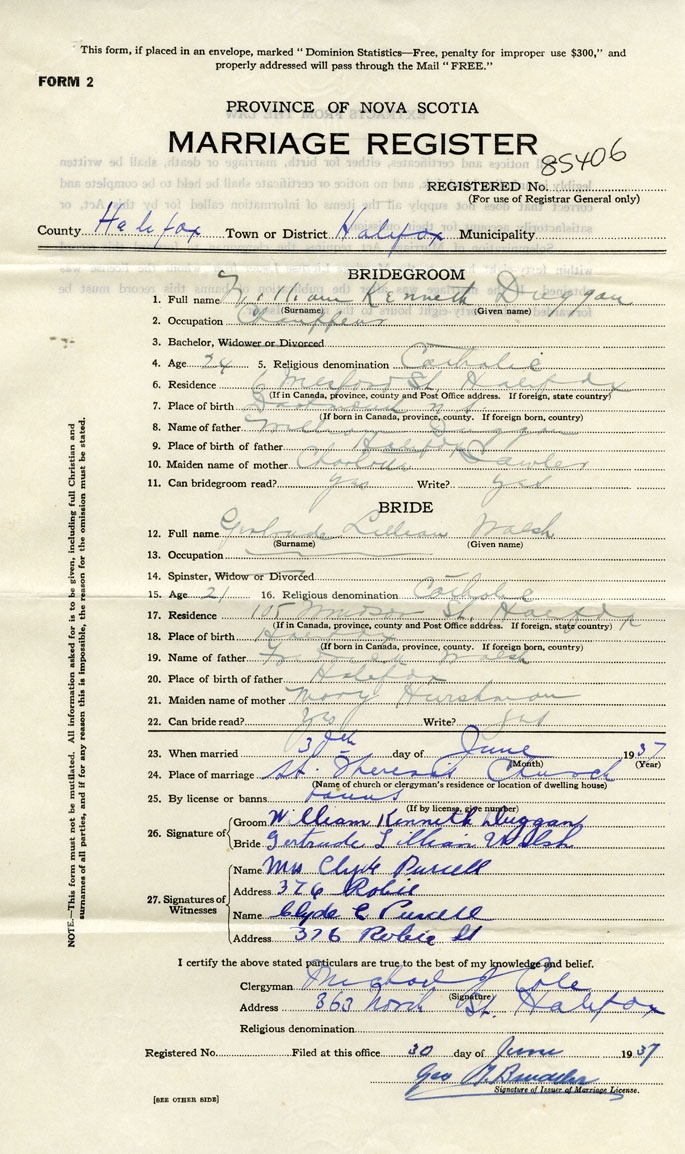 This form, if placed in an envelope, marked "Dominion Statistics—Free, penalty for improper use $300," and
properly addressed will pass through the Mail "FREE."
FORM 2
PROVINCE OF NOVA SCOTIA
MARRIAGE REGISTER
REGISTERED No. 85406
(For use of Registrar General only)
County Halifax Town or District Halifax Municipality
BRIDEGROOM
1. Full name William Kenneth Duggan
(Surname) (Given name)
2. Occupation Chauffeur
3. Bachelor, Widower or Divorced
4. Age 24 5. Religious denomination Catholic
6. Residence St, Halifax
(If in Canada, province, county and Post Office address. If foreign, state country)
7. Place of birth
(If born in Canada, province, county. If foreign born, country)
8. Name of father Duggan
9. Place of birth of father Halifax
10. Maiden name of mother Lawlor
11. Can bridegroom read? yes Write? yes
BRIDE
12. Full name Gertrude Lillian Walsh
(Surname) (Given name)
13. Occupation
14. Spinster, Widow or Divorced
15. Age 21 16. Religious denomination Catholic
17. Residence 105 Windsor St, Halifax
(If in Canada, province, county and Post Office address. If foreign, state country)
18. Place of birth Halifax
(If born in Canada, province, county. If foreign born, country)
19. Name of father Walsh
20. Place of birth of father Halifax
21. Maiden name of mother Mary Hurshman
22. Can bride read? Yes Write? yes
23. When married 30th day of June 1937
(Month) (Year)
24. Place of marriage St. Theresa's Church
(Name of church or clergyman's residence or location of dwelling house)
25. By license or banns banns
(If by license, give number)
26. Signature of Groom William Kenneth Duggan
Bride Gertrude Lillian Walsh
27. Signatures of Witnesses
Name Mrs Clyde Purcell
Address 376 Robie
Name Clyde E Purcell
Address 376 Robie St
I certify the above stated particulars are true to the best of my knowledge and belief.
Clergyman Michael J Cole
(Signature)
Address 363 North St. Halifax
Religious denomination
Registered No. Filed at this office 30 day of June 1937
Geo
Signature of Issuer of Marriage License.
[SEE OTHER SIDE]
NOTE.—This form must not be mutilated. All information asked for is to be given, including full Christian and
surnames of all parties, and if for any reason this is impossible, the reason for the omission must be stated.